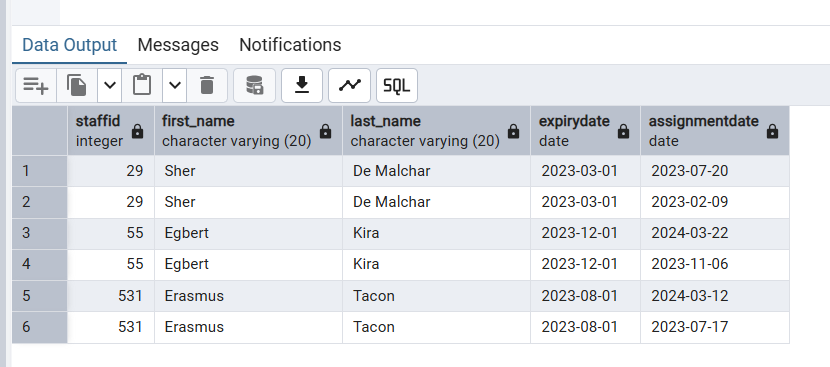 Data Output Messages Notifications
SQL
staffid first_name last_name expirydate assignmentdate
integer character varying (20) character varying (20) date date
1 29 Sher De Malchar 2023-03-01 2023-07-20
2 29 Sher De Malchar 2023-03-01 2023-02-09
3 55 Egbert Kira 2023-12-01 2024-03-22
4 55 Egbert Kira 2023-12-01 2023-11-06
5 531 Erasmus Tacon 2023-08-01 2024-03-12
6 531 Erasmus Tacon 2023-08-01 2023-07-17